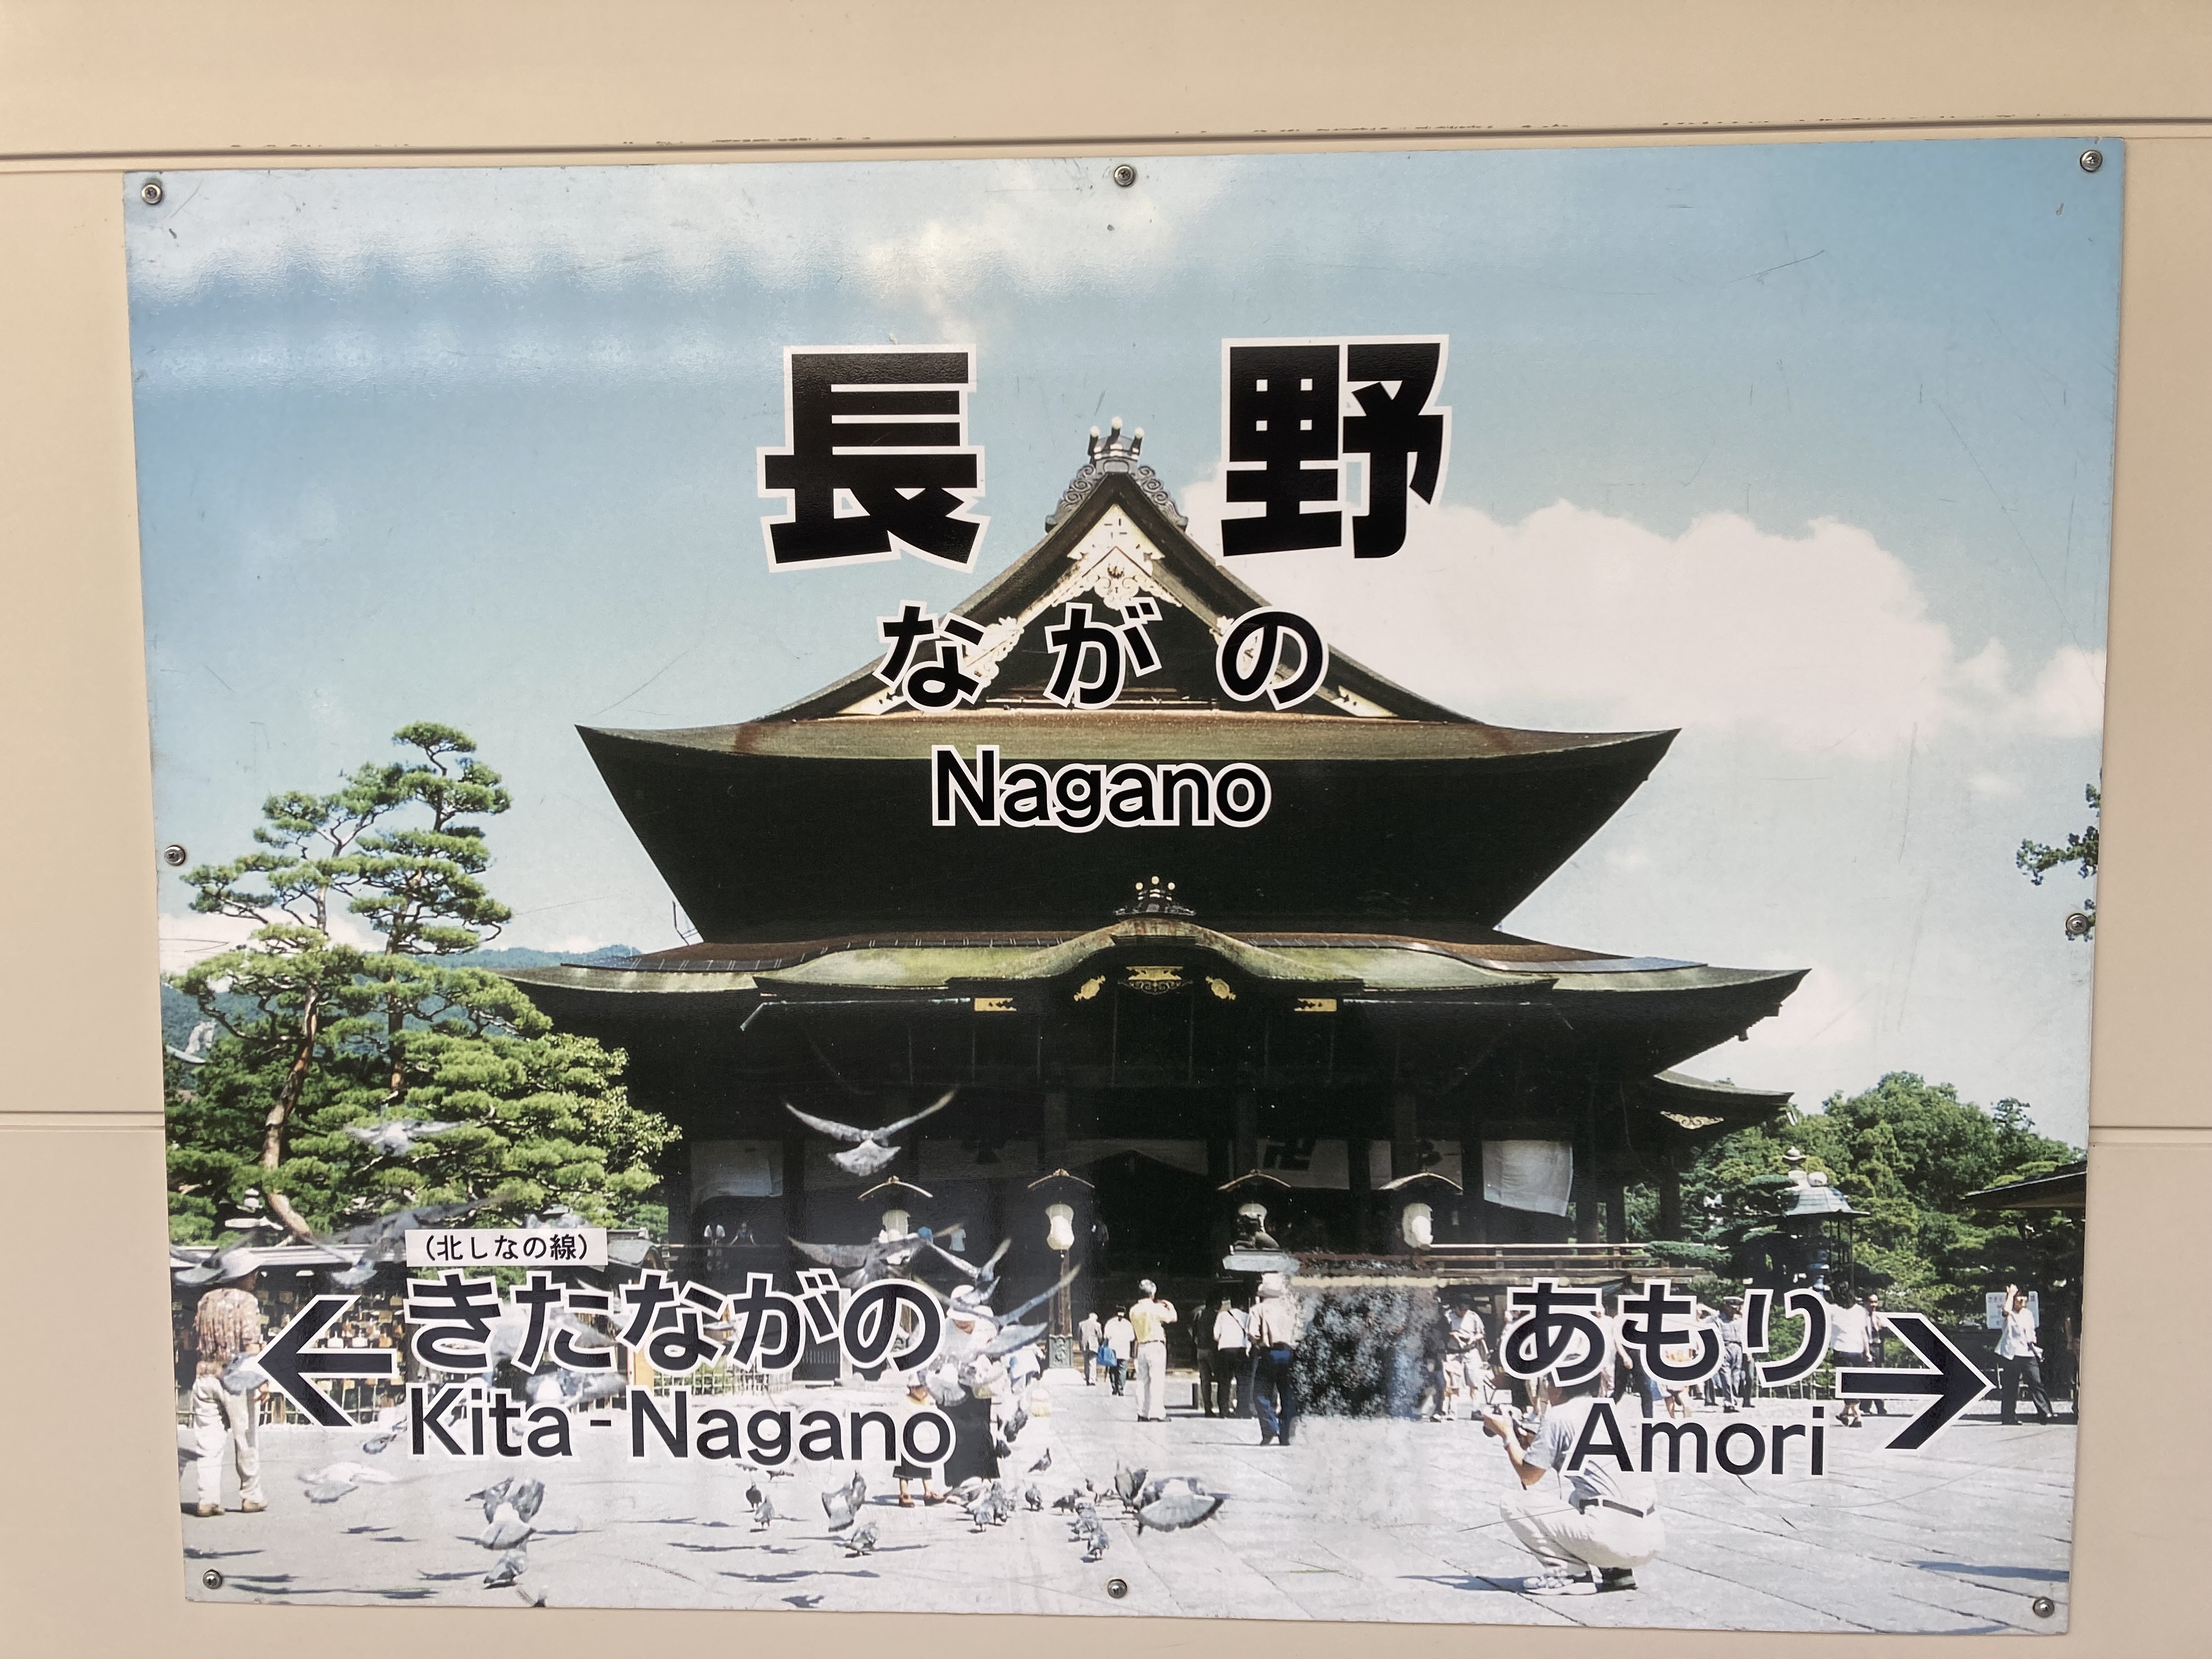 長野
ながの
Nagano
(北しなの線)
きたながの
Kita-Nagano
あもり
Amori